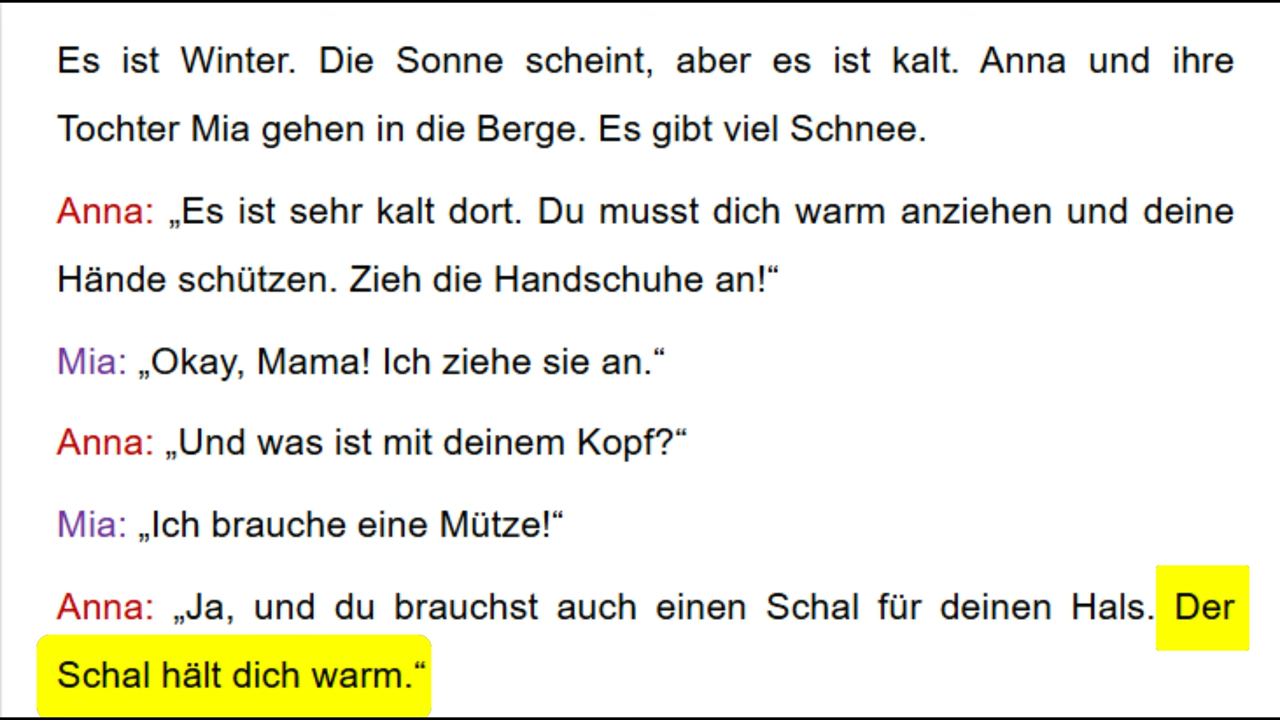 Es ist Winter. Die Sonne scheint, aber es ist kalt. Anna und ihre
Tochter Mia gehen in die Berge. Es gibt viel Schnee.
Anna: „Es ist sehr kalt dort. Du musst dich warm anziehen und deine
Hände schützen. Zieh die Handschuhe an!“
Mia: „Okay, Mama! Ich ziehe sie an.“
Anna: „Und was ist mit deinem Kopf?“
Mia: „Ich brauche eine Mütze!“
Anna: „Ja, und du brauchst auch einen Schal für deinen Hals. Der
Schal hält dich warm.“